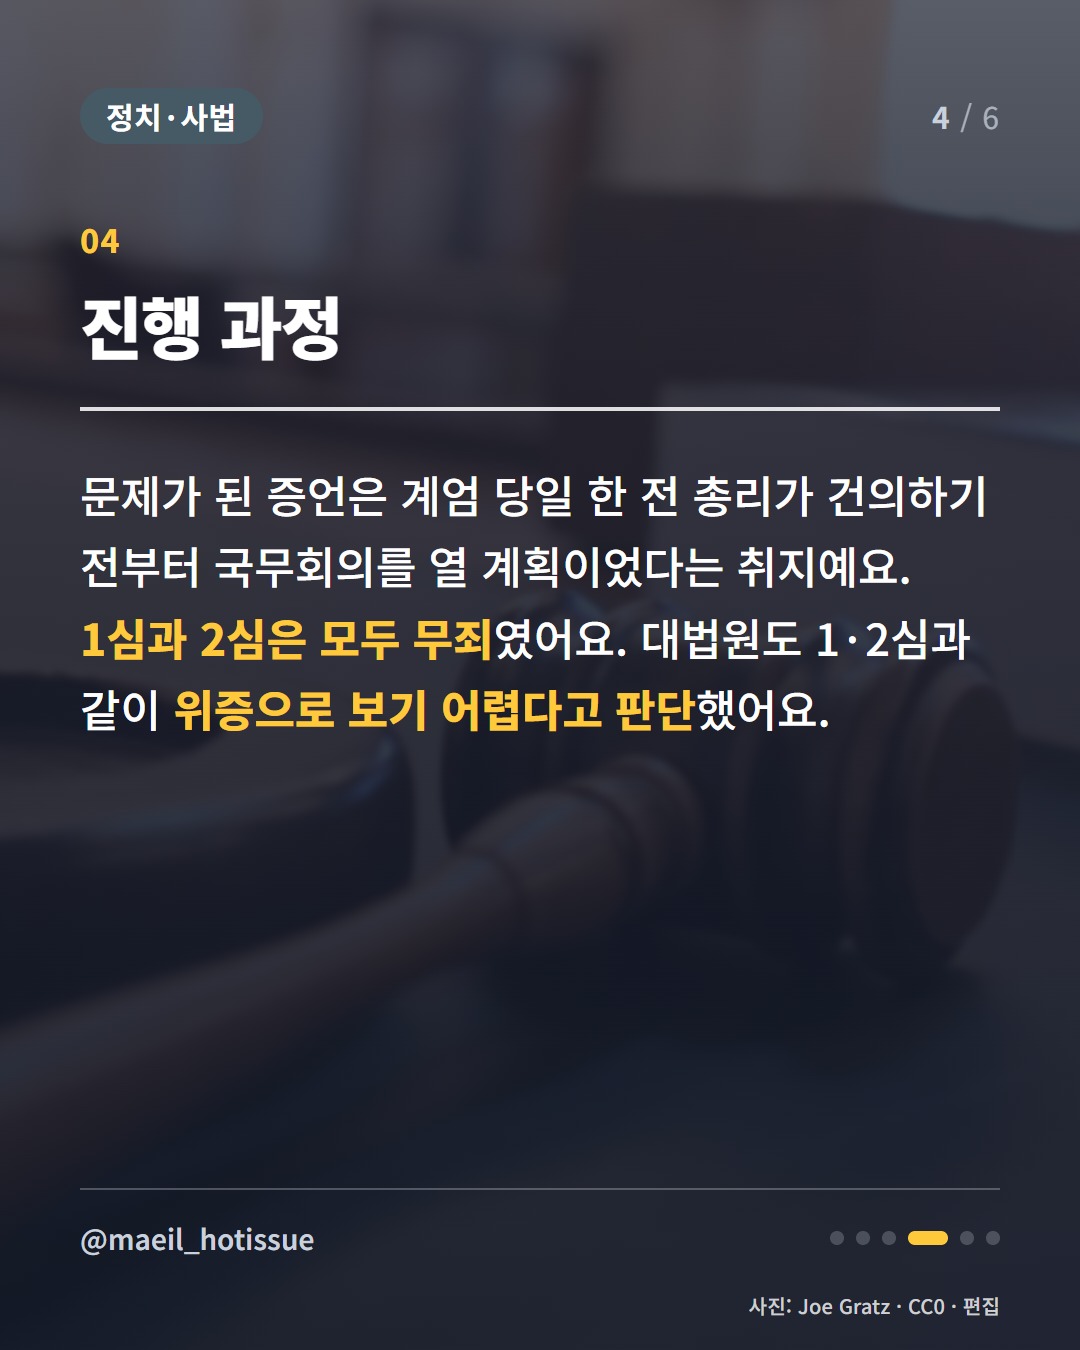 정치·사법
4 / 6
04
진행 과정
문제가 된 증언은 계엄 당일 한 전 총리가 건의하기
전부터 국무회의를 열 계획이었다는 취지예요.
1심과 2심은 모두 무죄였어요. 대법원도 1·2심과
같이 위증으로 보기 어렵다고 판단했어요.
@maeil_hotissue
사진: Joe Gratz · CC0 · 편집